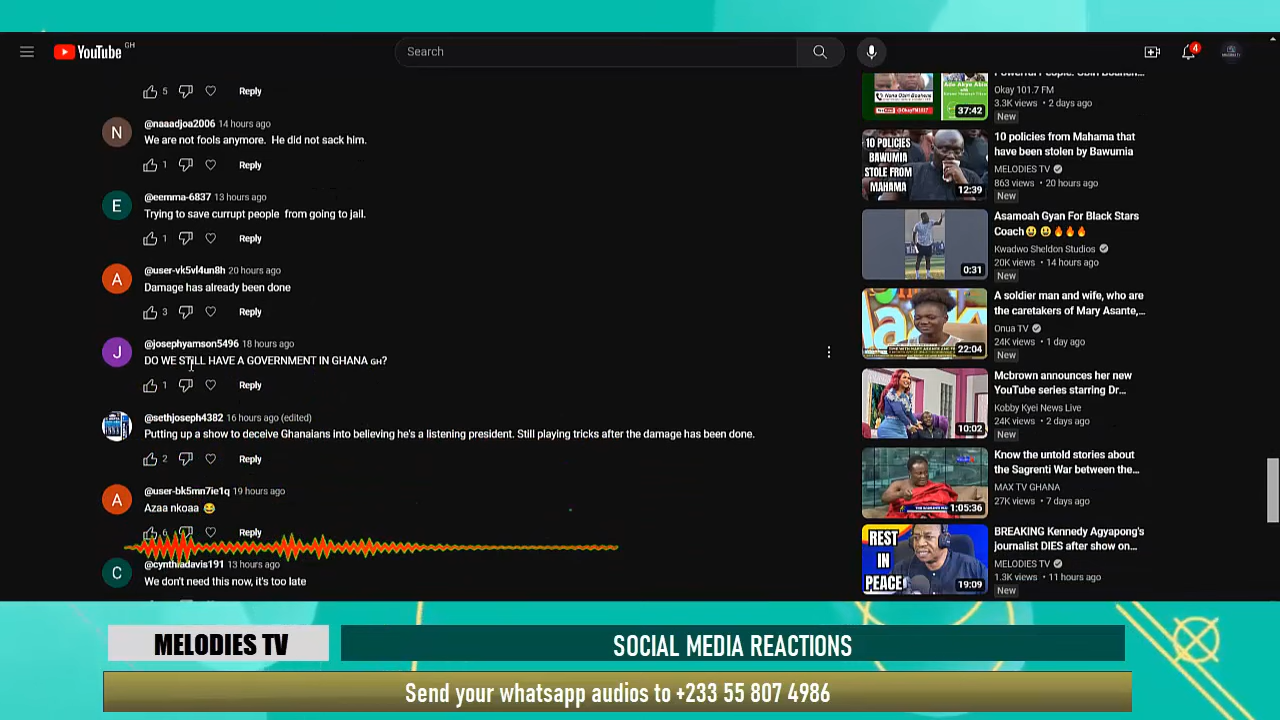 YouTube GH
Search
4
5
Reply
N
@naaadjoa2006 14 hours ago
We are not fools anymore. He did not sack him.
1
Reply
E
@eemma-6837 13 hours ago
Trying to save currupt people from going to jail.
1
Reply
A
@user-vk5vl4un8h 20 hours ago
Damage has already been done
3
Reply
J
@josephyamson5496 18 hours ago
DO WE STILL HAVE A GOVERNMENT IN GHANA GH?
1
Reply
@sethjoseph4382 16 hours ago (edited)
Putting up a show to deceive Ghanaians into believing he's a listening president. Still playing tricks after the damage has been done.
2
Reply
A
@user-bk5mn7ie1q 19 hours ago
Azaa nkoaa 😂
6
Reply
C
@cynthiadavis191 13 hours ago
We don't need this now, it's too late
37:42
Okay 101.7 FM
3.3K views • 2 days ago
New
10 POLICIES
BAWUMIA
STOLE FROM
MAHAMA
12:39
10 policies from Mahama that
have been stolen by Bawumia
MELODIES TV
863 views • 20 hours ago
New
0:31
Asamoah Gyan For Black Stars
Coach😃 😃 🔥🔥🔥
Kwadwo Sheldon Studios
20K views • 14 hours ago
New
22:04
A soldier man and wife, who are
the caretakers of Mary Asante,...
Onua TV
24K views • 1 day ago
New
10:02
Mcbrown announces her new
YouTube series starring Dr...
Kobby Kyei News Live
24K views • 2 days ago
New
1:05:36
Know the untold stories about
the Sagrenti War between the...
MAX TV GHANA
27K views • 7 days ago
REST
IN
PEACE
19:09
BREAKING Kennedy Agyapong's
journalist DIES after show on...
MELODIES TV
1.3K views • 11 hours ago
New
MELODIES TV
SOCIAL MEDIA REACTIONS
Send your whatsapp audios to +233 55 807 4986